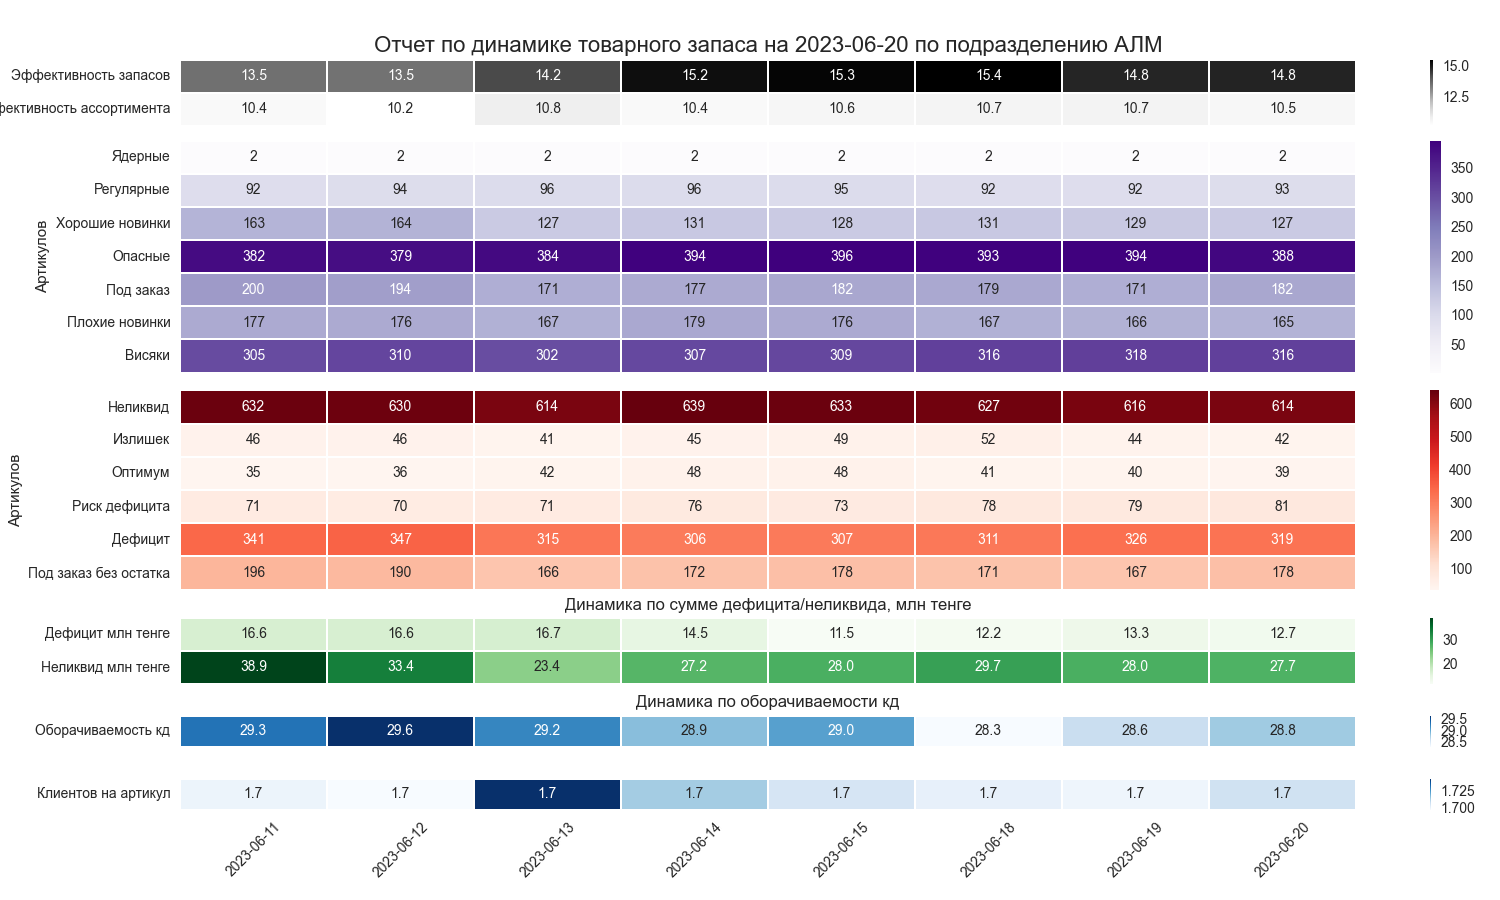 Отчет по динамике товарного запаса на 2023-06-20 по подразделению АЛМ
Эффективность запасов 13.5 13.5 14.2 15.2 15.3 15.4 14.8 14.8
фективность ассортимента 10.4 10.2 10.8 10.4 10.6 10.7 10.7 10.5
15.0
12.5
Артикулов
Ядерные 2 2 2 2 2 2 2 2
Регулярные 92 94 96 96 95 92 92 93
Хорошие новинки 163 164 127 131 128 131 129 127
Опасные 382 379 384 394 396 393 394 388
Под заказ 200 194 171 177 182 179 171 182
Плохие новинки 177 176 167 179 176 167 166 165
Висяки 305 310 302 307 309 316 318 316
350
300
250
200
150
100
50
Артикулов
Неликвид 632 630 614 639 633 627 616 614
Излишек 46 46 41 45 49 52 44 42
Оптимум 35 36 42 48 48 41 40 39
Риск дефицита 71 70 71 76 73 78 79 81
Дефицит 341 347 315 306 307 311 326 319
Под заказ без остатка 196 190 166 172 178 171 167 178
600
500
400
300
200
100
Динамика по сумме дефицита/неликвида, млн тенге
Дефицит млн тенге 16.6 16.6 16.7 14.5 11.5 12.2 13.3 12.7
Неликвид млн тенге 38.9 33.4 23.4 27.2 28.0 29.7 28.0 27.7
30
20
Динамика по оборачиваемости кд
Оборачиваемость кд 29.3 29.6 29.2 28.9 29.0 28.3 28.6 28.8
29.5
29.0
28.5
Клиентов на артикул 1.7 1.7 1.7 1.7 1.7 1.7 1.7 1.7
1.725
1.700
2023-06-11 2023-06-12 2023-06-13 2023-06-14 2023-06-15 2023-06-18 2023-06-19 2023-06-20